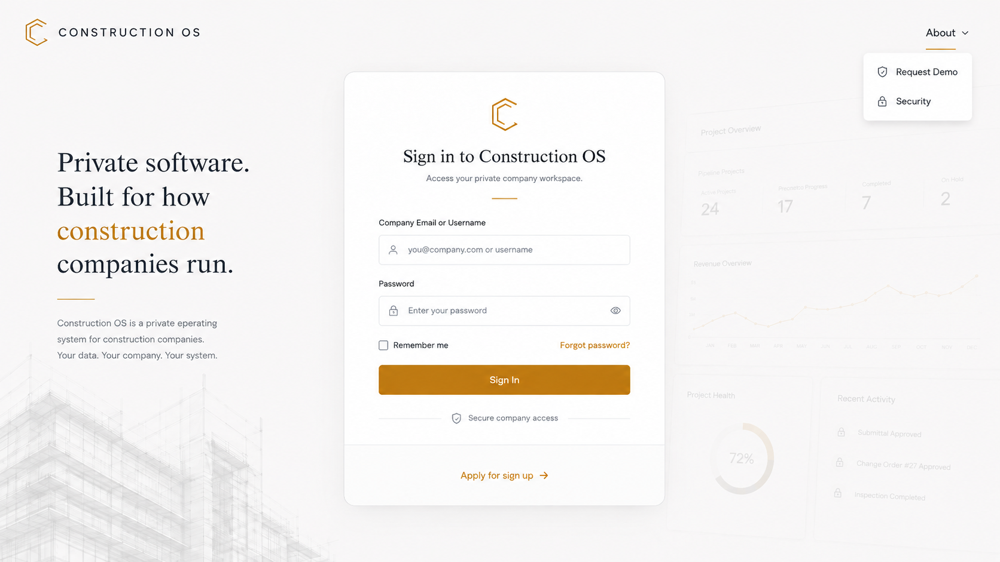 CONSTRUCTION OS
About
Request Demo
Security
Private software.
Built for how
construction
companies run.
Construction OS is a private eperating
system for construction companies.
Your data. Your company. Your system.
Sign in to Construction OS
Access your private company workspace.
Company Email or Username
you@company.com or username
Password
Enter your password
Remember me
Forgot password?
Sign In
Secure company access
Apply for sign up
Project Overview
Pipeline Projects
Active Projects
24
Progress
17
Completed
7
On Hold
2
Revenue Overview
JAN FEB MAR APR MAY JUN JUL AUG SEP OCT NOV DEC
Project Health
72%
Recent Activity
Submittal Approved
Change Order #27 Approved
Inspection Completed